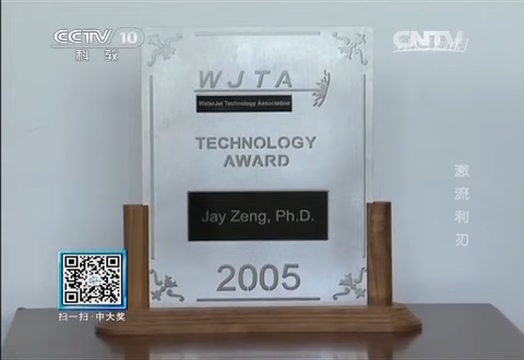 CCTV 10
科教
CNTV
WJTA
WaterJet Technology Association
TECHNOLOGY
AWARD
Jay Zeng, Ph.D.
2005
激流利刃
扫一扫·中大奖